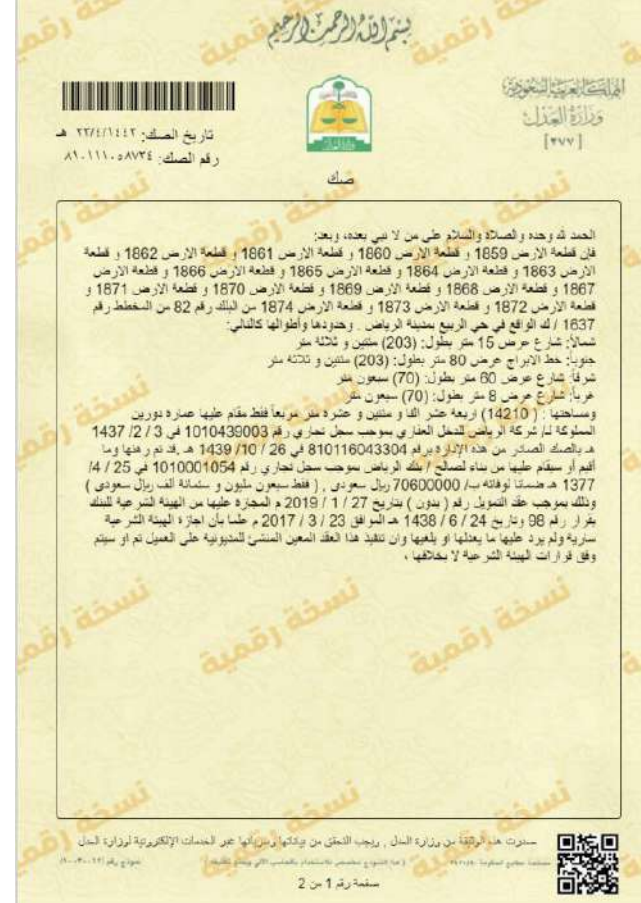 بسم الله الرحمن الرحيم
المملكة العربية السعودية
وزارة العدل
[٢٧٧]
تاريخ الصك: ٢٢/٤/١٤٤٢ هـ
رقم الصك: ٨١٠١١١٠٥٨٧٣٤
صك
الحمد لله وحده والصلاة والسلام على من لا نبي بعده، وبعد:
فإن قطعة الارض 1859 و قطعة الارض 1860 و قطعة الارض 1861 و قطعة الارض 1862 و قطعة
الارض 1863 و قطعة الارض 1864 و قطعة الارض 1865 و قطعة الارض 1866 و قطعة الارض
1867 و قطعة الارض 1868 و قطعة الارض 1869 و قطعة الارض 1870 و قطعة الارض 1871 و
قطعة الارض 1872 و قطعة الارض 1873 و قطعة الارض 1874 من البلك رقم 82 من المخطط رقم
1637 / ك الواقع في حي الربيع بمدينة الرياض . وحدودها وأطوالها كالتالي:
شمالاً: شارع عرض 15 متر بطول: (203) متنين و ثلاثة متر
جنوباً: خط الابراج عرض 80 متر بطول: (203) متنين و ثلاثة متر
شرقاً: شارع عرض 60 متر بطول: (70) سبعون متر
غرباً: شارع عرض 8 متر بطول: (70) سبعون متر
ومساحتها : ( 14210) اربعة عشر الف و متنين و عشرة متر مربعاً فقط مقام عليها عمارة دورين
المملوكة لـ/ شركة الرياض للدخل العقاري بموجب سجل تجاري رقم 1010439003 في 3 / 2/ 1437
هـ بالصك الصادر من هذه الإدارة برقم 810116043304 في 26 / 10/ 1439 هـ قد تم رهنها وما
أقيم أو سيقام عليها من بناء لصالح / بنك الرياض بموجب سجل تجاري رقم 1010001054 في 25 / 4/
1377 هـ ضمانا لوفائه بـ/ 70600000 ريال سعودي , ( فقط سبعون مليون و ستمائة ألف ريال سعودي )
وذلك بموجب عقد التمويل رقم ( بدون ) بتاريخ 27 / 1 / 2019 م المجازة عليها من الهيئة الشرعية للبنك
بقرار رقم 98 وتاريخ 24 / 6 / 1438 هـ الموافق 23 / 3 / 2017 م علما بأن اجازة الهيئة الشرعية
سارية ولم يرد عليها ما يعدلها او يلغيها وان تنفيذ هذا العقد المعين المنشئ للمديونية على العميل تم او سيتم
وفق قرارات الهيئة الشرعية لا بخلافها ،
صدرت هذه الوثيقة من وزارة العدل , ويجب التحقق من بياناتها وسريانها عبر الخدمات الإلكترونية لوزارة العدل
صفحة رقم 1 من 2
نسخة رقمية